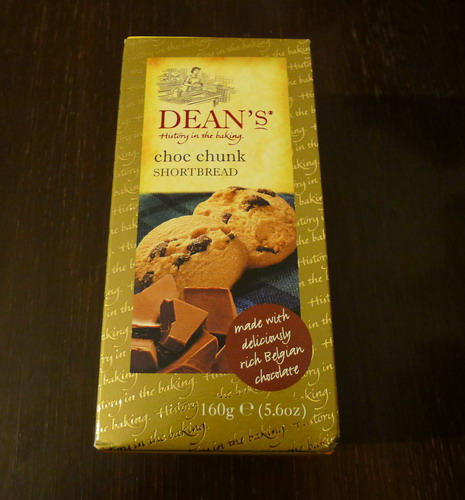 DEAN'S®
History in the baking.
choc chunk
SHORTBREAD
made with
deliciously
rich Belgian
chocolate
160g ℮ (5.6oz)